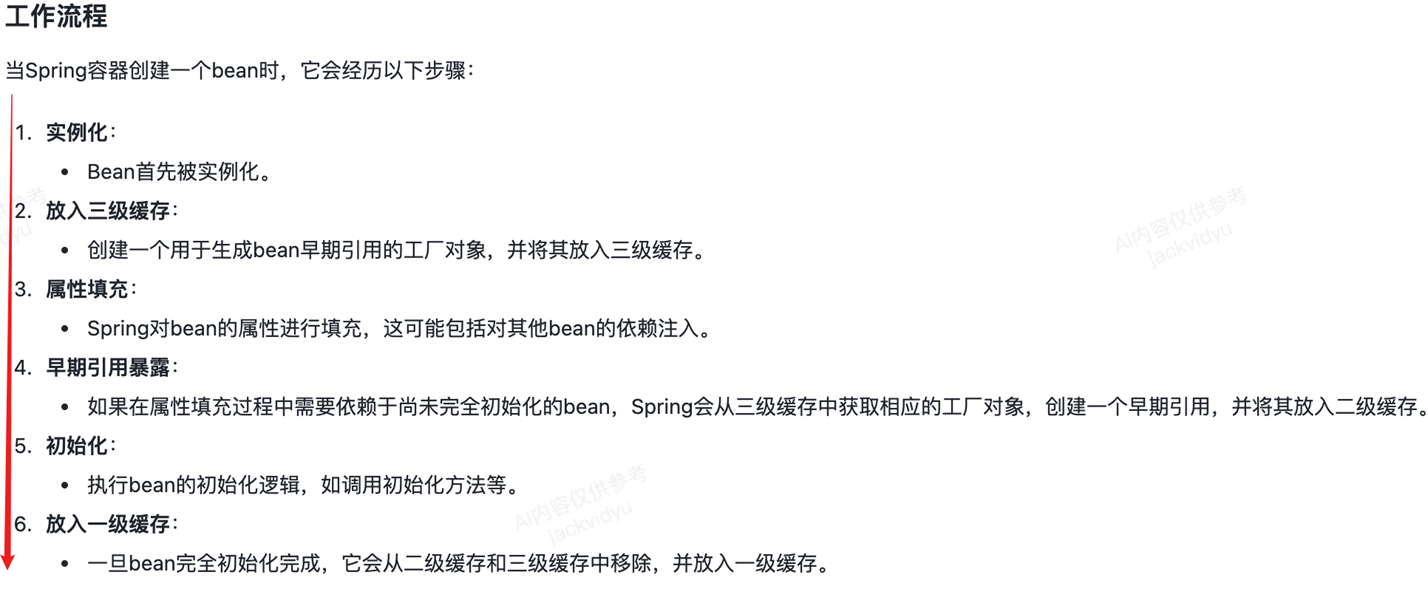 工作流程
当Spring容器创建一个bean时，它会经历以下步骤：
1. 实例化：
• Bean首先被实例化。
2. 放入三级缓存：
• 创建一个用于生成bean早期引用的工厂对象，并将其放入三级缓存。
3. 属性填充：
• Spring对bean的属性进行填充，这可能包括对其他bean的依赖注入。
4. 早期引用暴露：
• 如果在属性填充过程中需要依赖于尚未完全初始化的bean，Spring会从三级缓存中获取相应的工厂对象，创建一个早期引用，并将其放入二级缓存。
5. 初始化：
• 执行bean的初始化逻辑，如调用初始化方法等。
6. 放入一级缓存：
• 一旦bean完全初始化完成，它会从二级缓存和三级缓存中移除，并放入一级缓存。
AI内容仅供参考
jackvidyu
AI内容仅供参考
jackvidyu